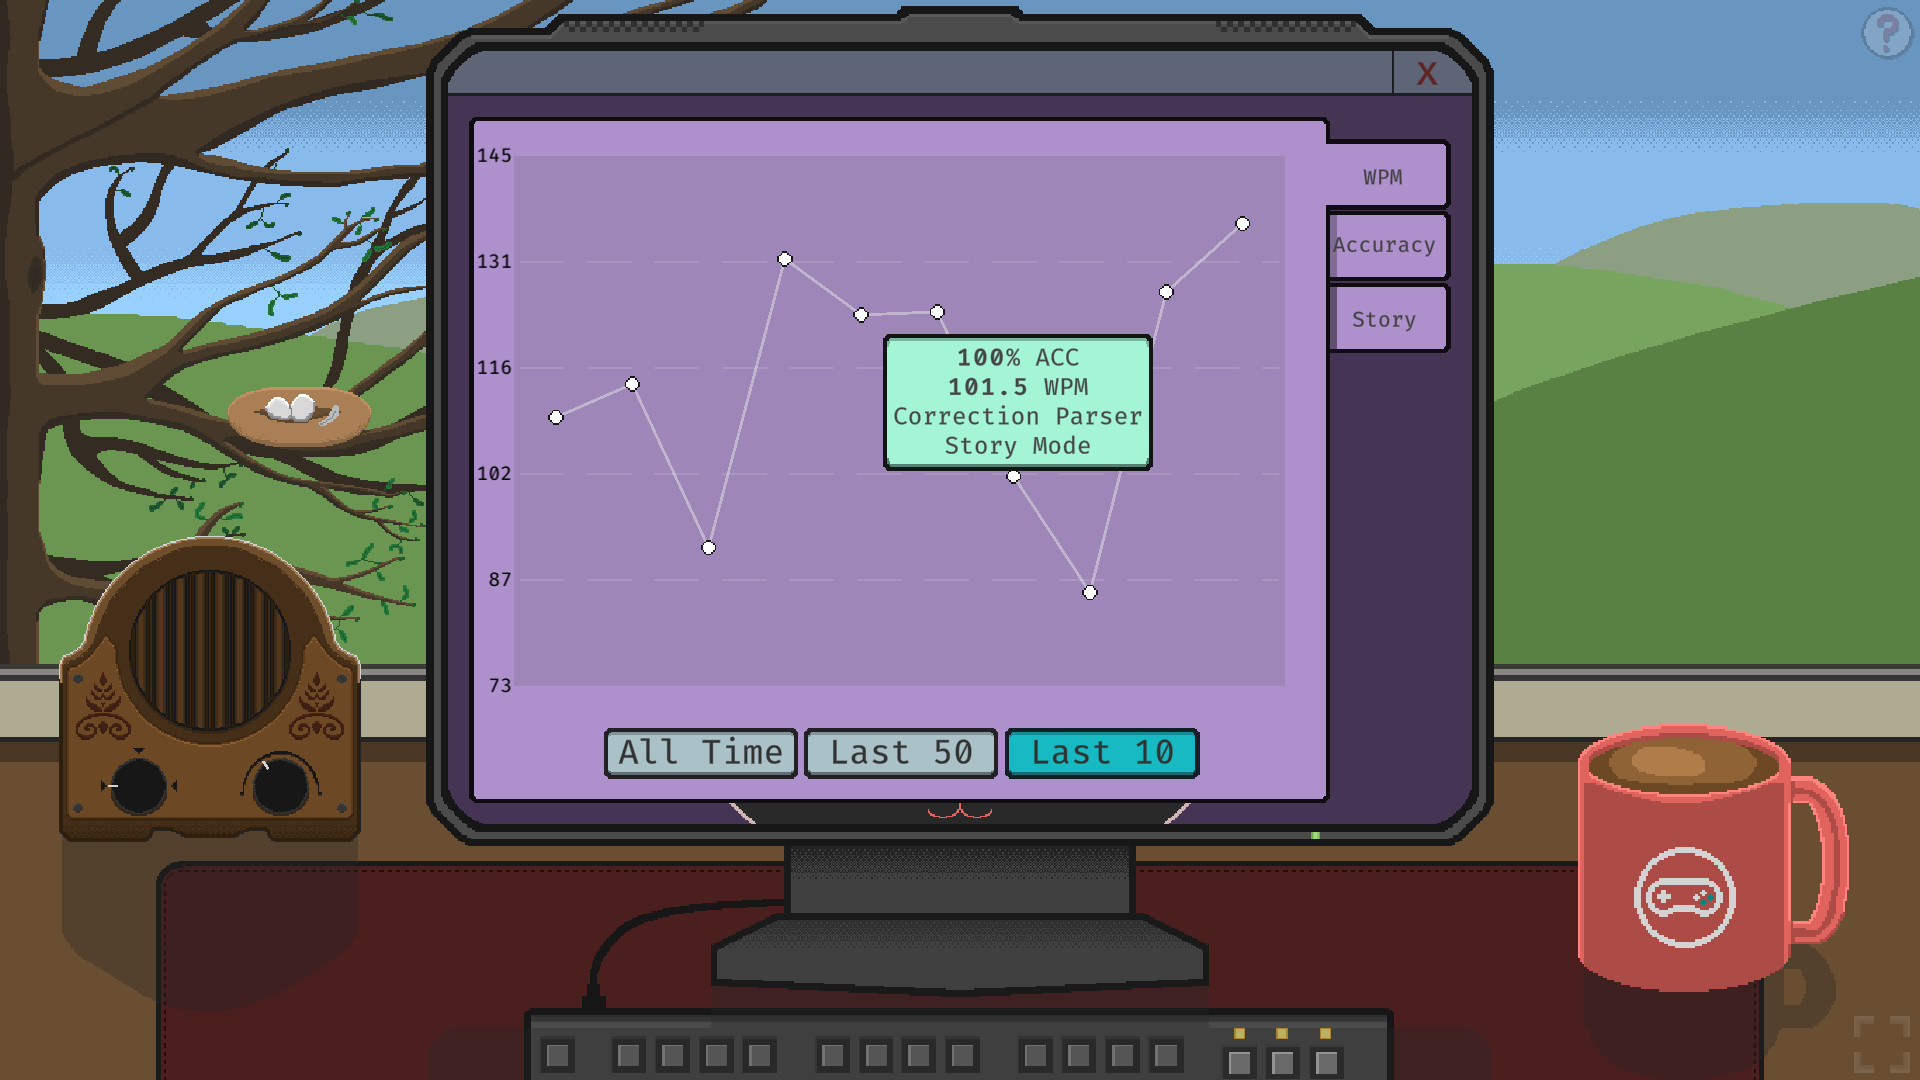 ?
X
145
131
116
102
87
73
100% ACC
101.5 WPM
Correction Parser
Story Mode
WPM
Accuracy
Story
All Time
Last 50
Last 10